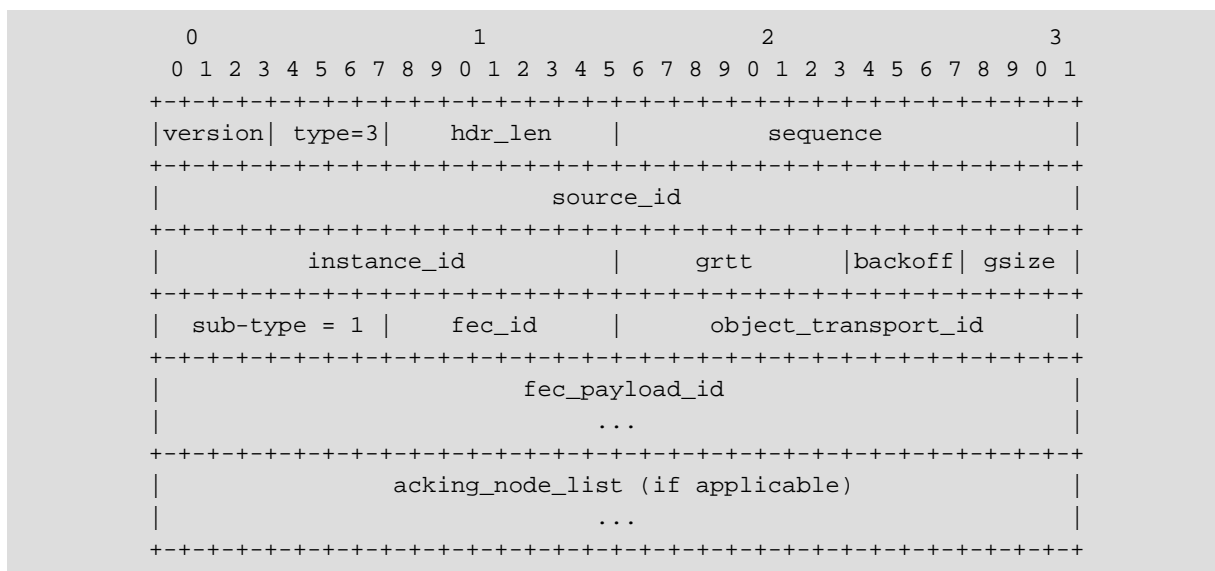 0                   1                   2                   3
0 1 2 3 4 5 6 7 8 9 0 1 2 3 4 5 6 7 8 9 0 1 2 3 4 5 6 7 8 9 0 1
+-+-+-+-+-+-+-+-+-+-+-+-+-+-+-+-+-+-+-+-+-+-+-+-+-+-+-+-+-+-+-+-+
|version| type=3|    hdr_len    |          sequence             |
+-+-+-+-+-+-+-+-+-+-+-+-+-+-+-+-+-+-+-+-+-+-+-+-+-+-+-+-+-+-+-+-+
|                           source_id                           |
+-+-+-+-+-+-+-+-+-+-+-+-+-+-+-+-+-+-+-+-+-+-+-+-+-+-+-+-+-+-+-+-+
|          instance_id          |     grtt      |backoff| gsize |
+-+-+-+-+-+-+-+-+-+-+-+-+-+-+-+-+-+-+-+-+-+-+-+-+-+-+-+-+-+-+-+-+
|  sub-type = 1 |    fec_id     |      object_transport_id      |
+-+-+-+-+-+-+-+-+-+-+-+-+-+-+-+-+-+-+-+-+-+-+-+-+-+-+-+-+-+-+-+-+
|                         fec_payload_id                        |
|                              ...                              |
+-+-+-+-+-+-+-+-+-+-+-+-+-+-+-+-+-+-+-+-+-+-+-+-+-+-+-+-+-+-+-+-+
|                acking_node_list (if applicable)               |
|                              ...                              |
+-+-+-+-+-+-+-+-+-+-+-+-+-+-+-+-+-+-+-+-+-+-+-+-+-+-+-+-+-+-+-+-+